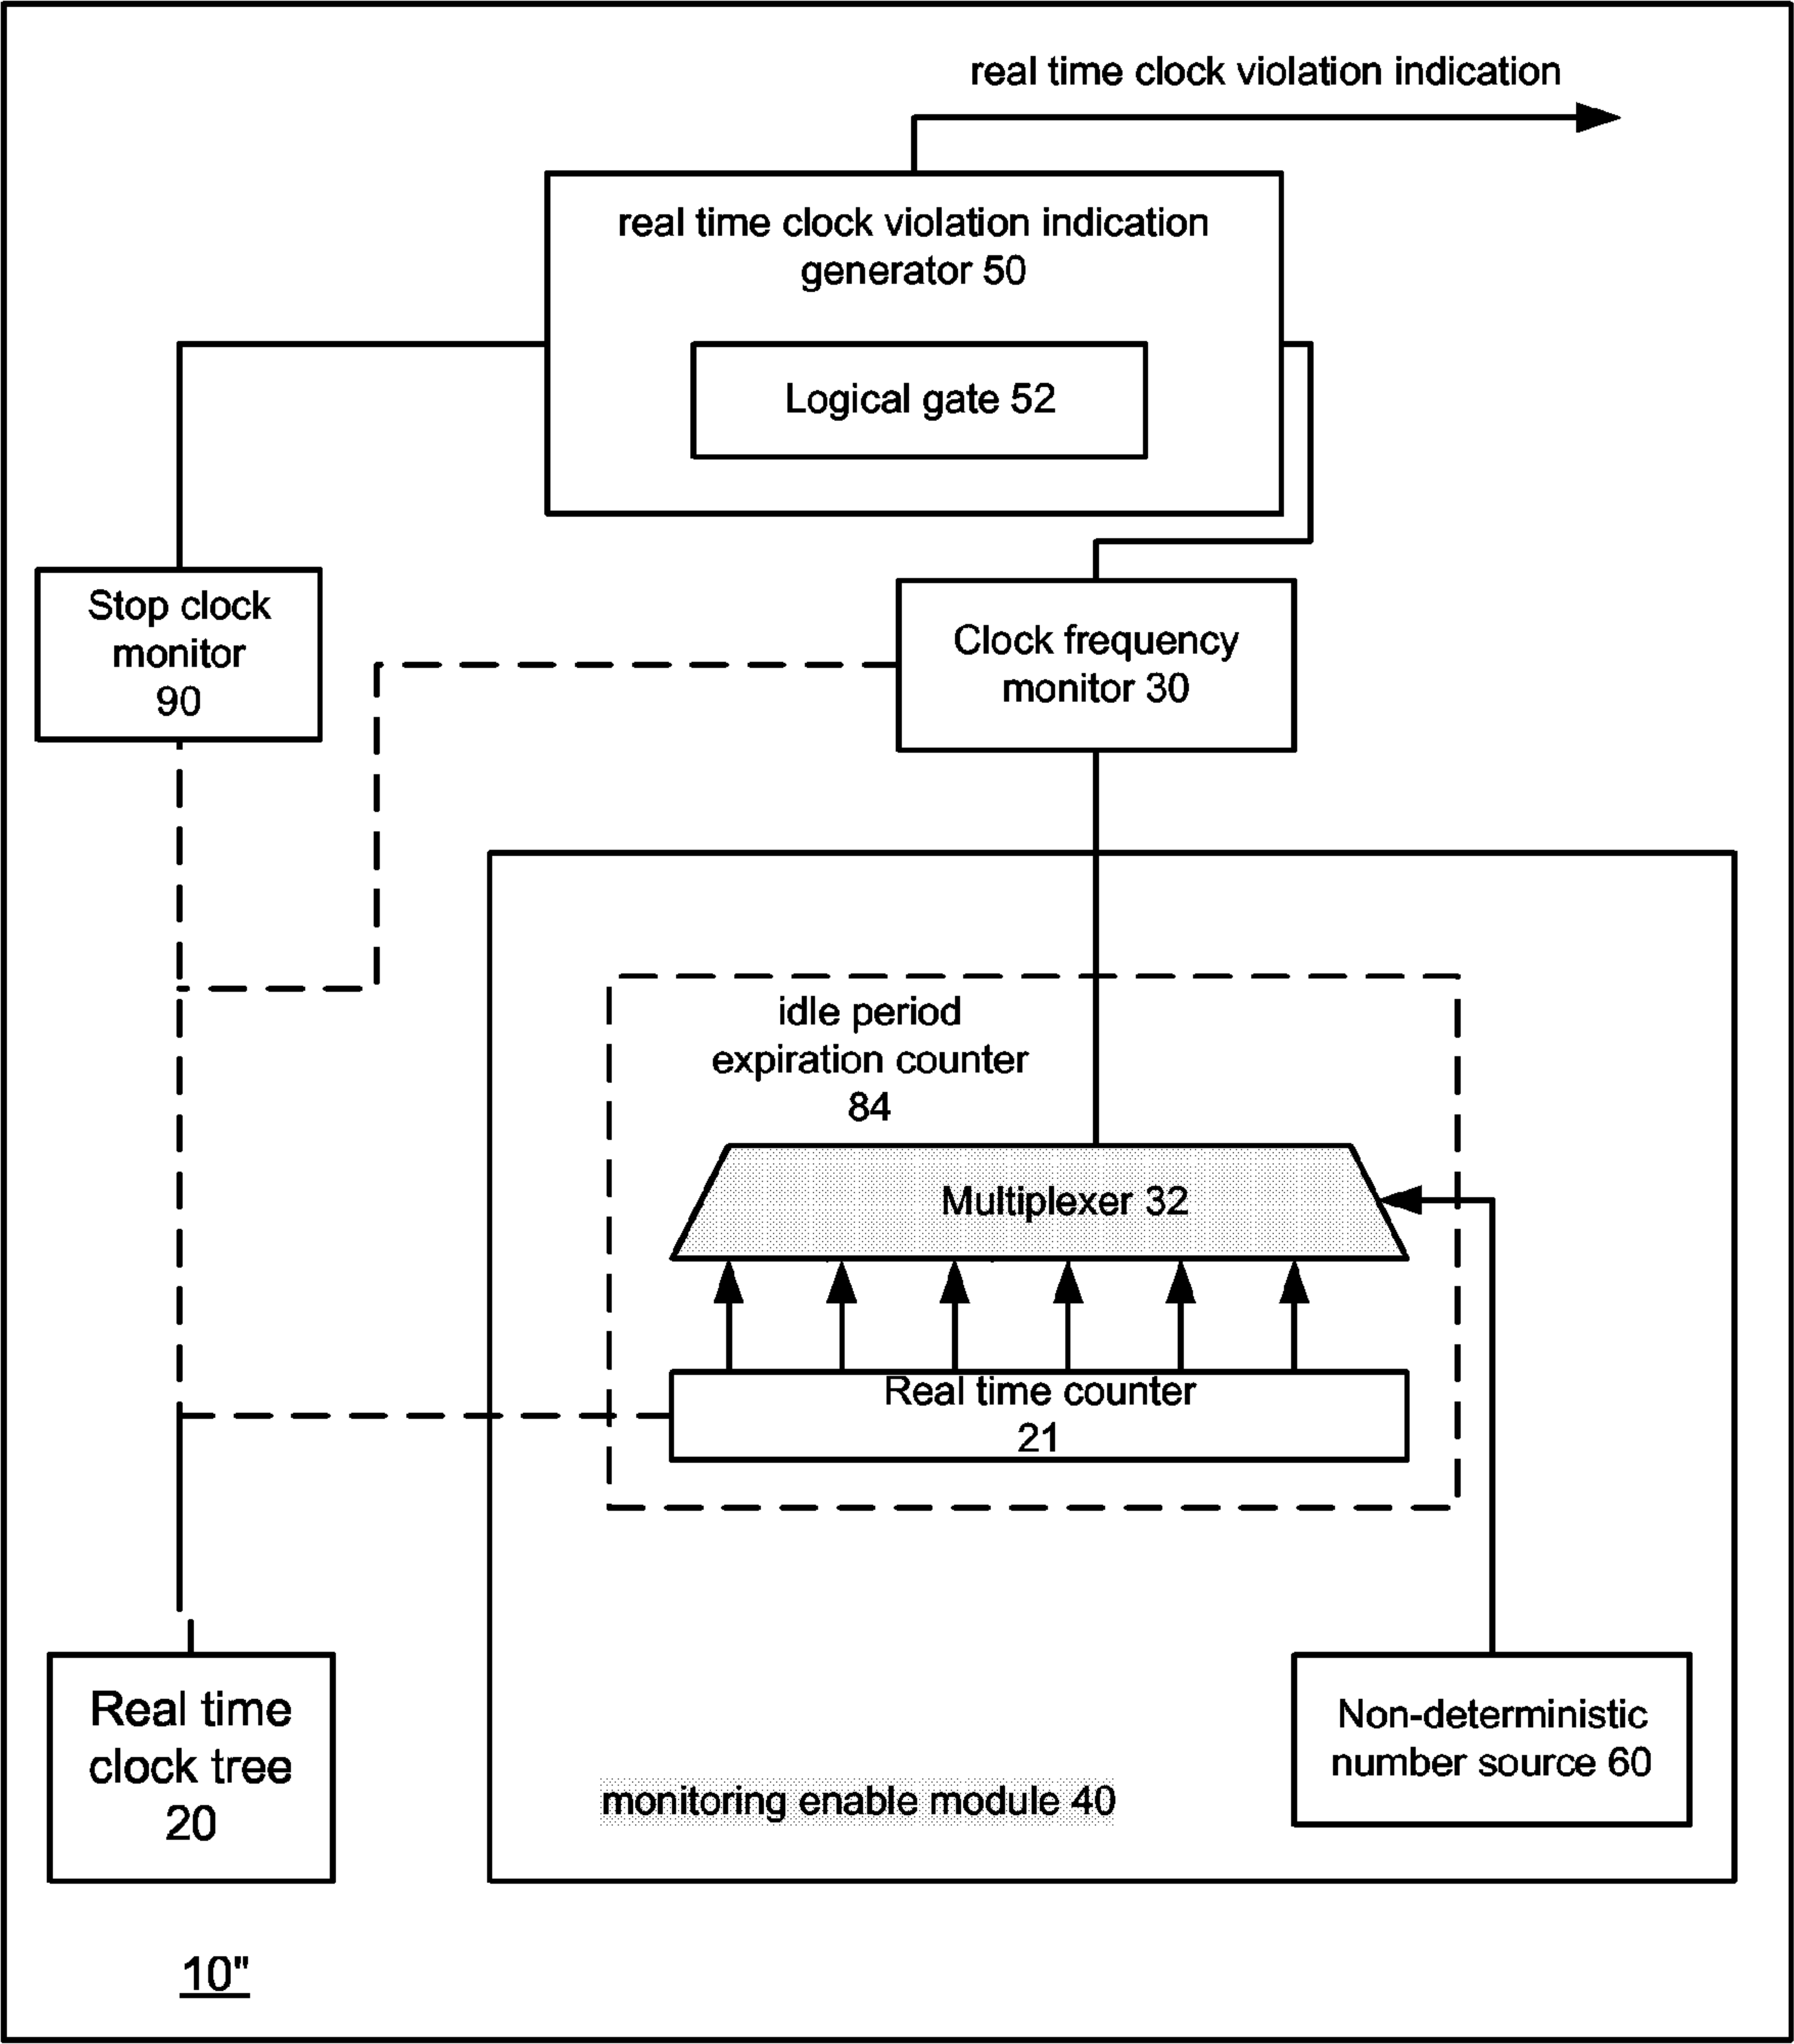 real time clock violation indication
real time clock violation indication
generator 50
Logical gate 52
Stop clock
monitor
90
Clock frequency
monitor 30
idle period
expiration counter
84
Multiplexer 32
Real time counter
21
Real time
clock tree
20
Non-deterministic
number source 60
monitoring enable module 40
10"